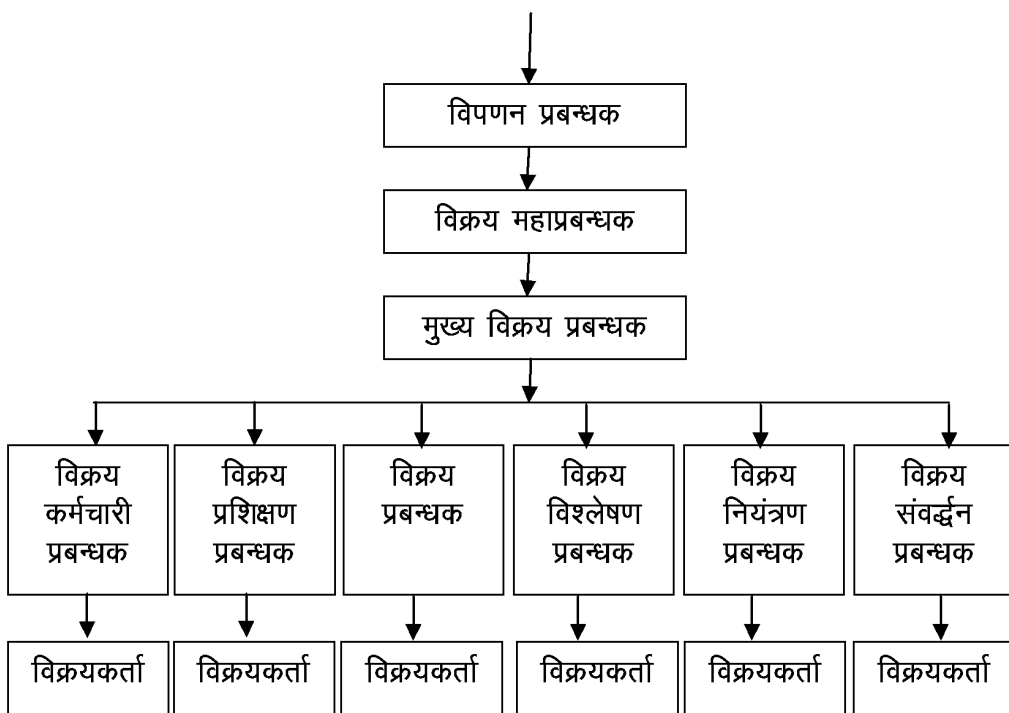 विपणन प्रबन्धक
विक्रय महाप्रबन्धक
मुख्य विक्रय प्रबन्धक
विक्रय
कर्मचारी
प्रबन्धक
विक्रय
प्रशिक्षण
प्रबन्धक
विक्रय
प्रबन्धक
विक्रय
विश्लेषण
प्रबन्धक
विक्रय
नियंत्रण
प्रबन्धक
विक्रय
संवर्द्धन
प्रबन्धक
विक्रयकर्ता
विक्रयकर्ता
विक्रयकर्ता
विक्रयकर्ता
विक्रयकर्ता
विक्रयकर्ता